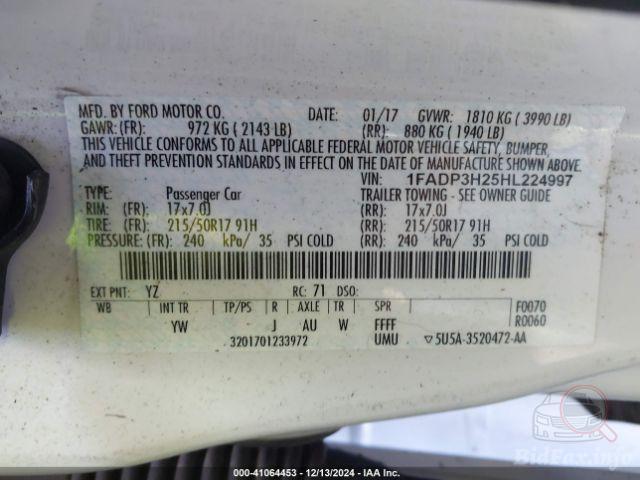 MFD. BY FORD MOTOR CO. DATE: 01/17 GVWR: 1810 KG ( 3990 LB)
GAWR: (FR): 972 KG ( 2143 LB) (RR): 880 KG ( 1940 LB)
THIS VEHICLE CONFORMS TO ALL APPLICABLE FEDERAL MOTOR VEHICLE SAFETY, BUMPER,
AND THEFT PREVENTION STANDARDS IN EFFECT ON THE DATE OF MANUFACTURE SHOWN ABOVE.
VIN: 1FADP3H25HL224997
TYPE: Passenger Car TRAILER TOWING - SEE OWNER GUIDE
RIM: (FR): 17x7.0J (RR): 17x7.0J
TIRE: (FR): 215/50R17 91H (RR): 215/50R17 91H
PRESSURE: (FR): 240 kPa/ 35 PSI COLD (RR): 240 kPa/ 35 PSI COLD
EXT PNT: YZ RC: 71 DSO:
WB INT TR TP/PS R AXLE TR SPR F0070
YW J AU W FFFF R0060
3201701233972 UMU ▽5U5A-3520472-AA
BidFax.info
000-41064453 - 12/13/2024 - IAA Inc.